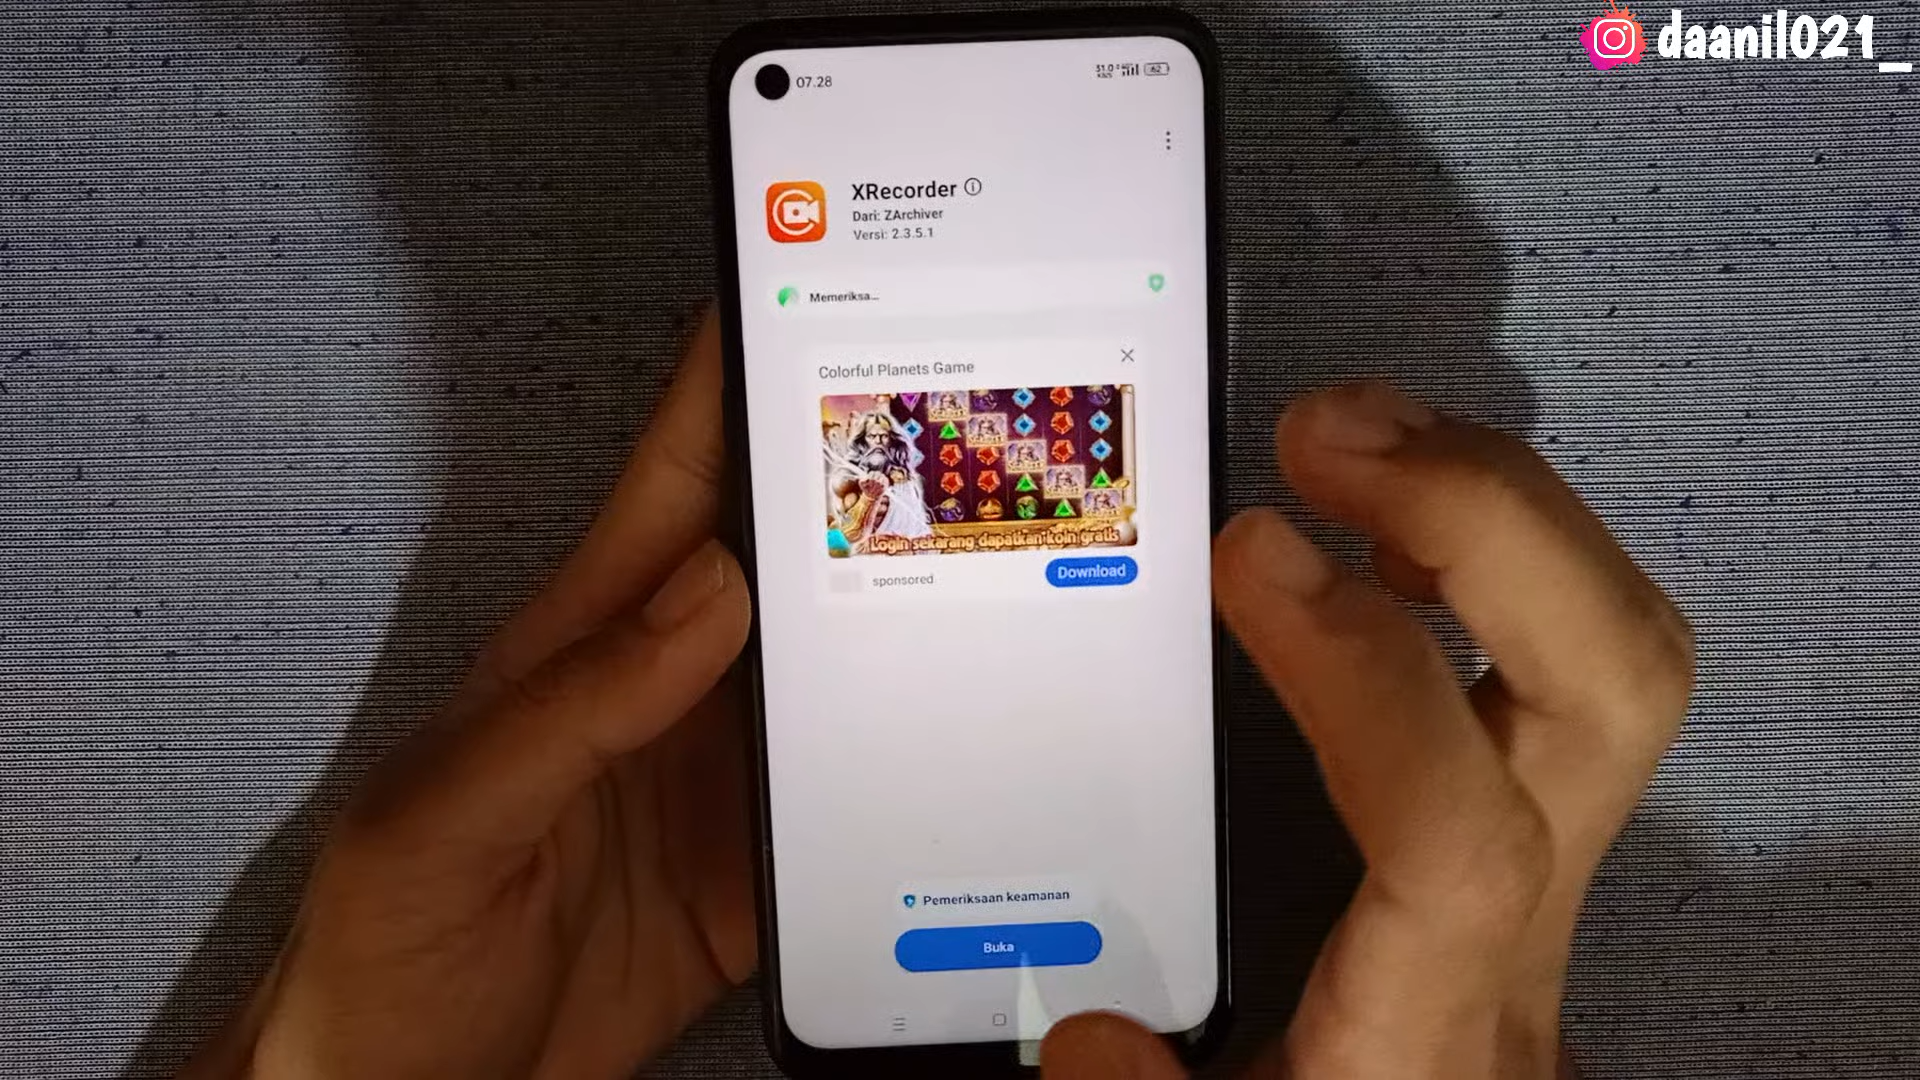 daanil021_
07.28
62
XRecorder
Dari: ZArchiver
Versi: 2.3.5.1
Memeriksa...
Colorful Planets Game
Login sekarang dapatkan koin gratis
sponsored
Download
Pemeriksaan keamanan
Buka